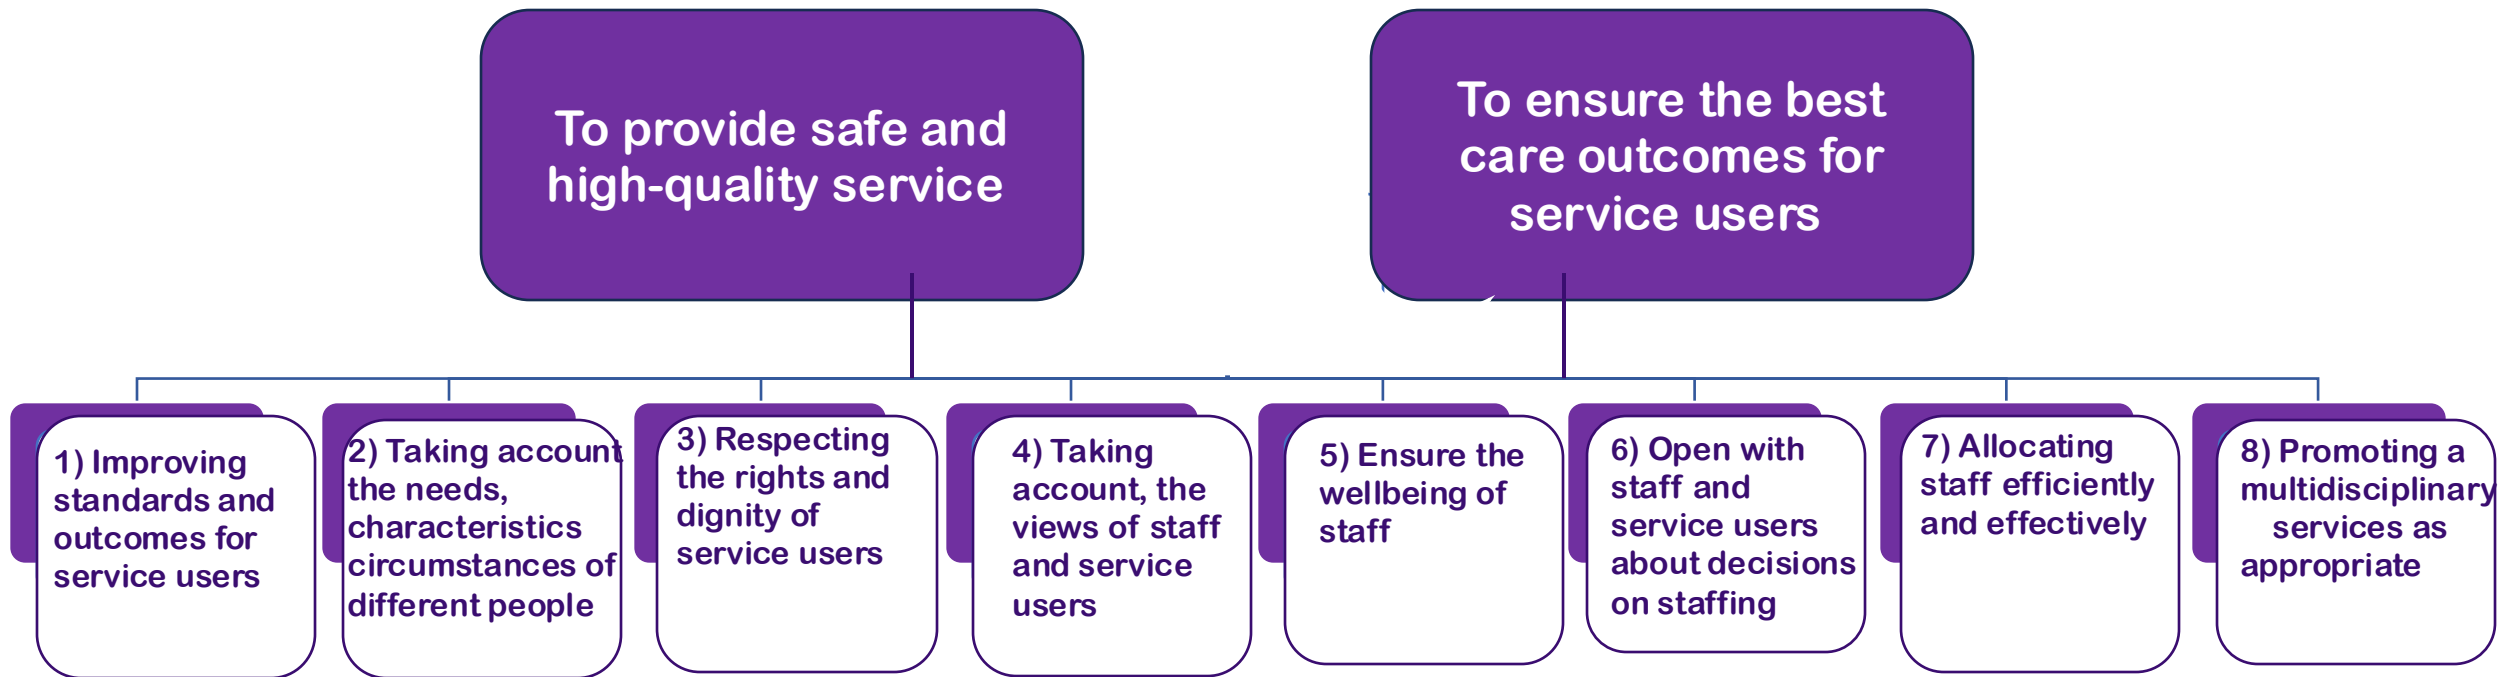 To provide safe and
high-quality service
To ensure the best
care outcomes for
service users
1) Improving
standards and
outcomes for
service users
2) Taking account
the needs,
characteristics
circumstances of
different people
3) Respecting
the rights and
dignity of
service users
4) Taking
account, the
views of staff
and service
users
5) Ensure the
wellbeing of
staff
6) Open with
staff and
service users
about decisions
on staffing
7) Allocating
staff efficiently
and effectively
8) Promoting a
multidisciplinary
services as
appropriate